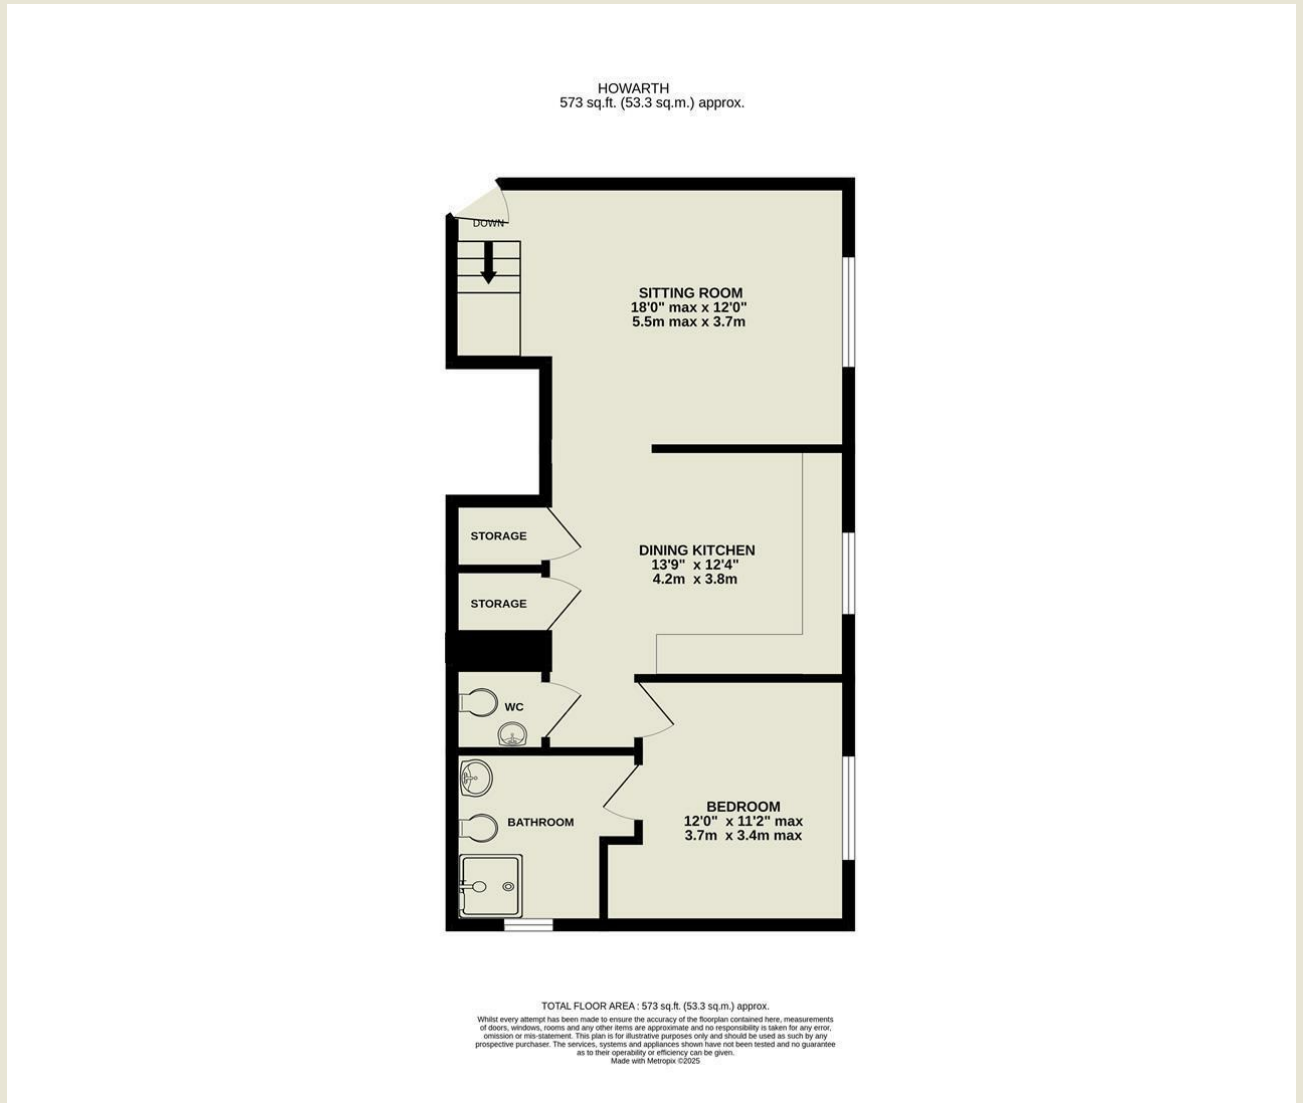 HOWARTH
573 sq.ft. (53.3 sq.m.) approx.
DOWN
SITTING ROOM
18'0" max x 12'0"
5.5m max x 3.7m
STORAGE
DINING KITCHEN
13'9" x 12'4"
4.2m x 3.8m
STORAGE
WC
BATHROOM
BEDROOM
12'0" x 11'2" max
3.7m x 3.4m max
TOTAL FLOOR AREA : 573 sq.ft. (53.3 sq.m.) approx.
Whilst every attempt has been made to ensure the accuracy of the floorplan contained here, measurements
of doors, windows, rooms and any other items are approximate and no responsibility is taken for any error,
omission or mis-statement. This plan is for illustrative purposes only and should be used as such by any
prospective purchaser. The services, systems and appliances shown have not been tested and no guarantee
as to their operability or efficiency can be given.
Made with Metropix ©2025